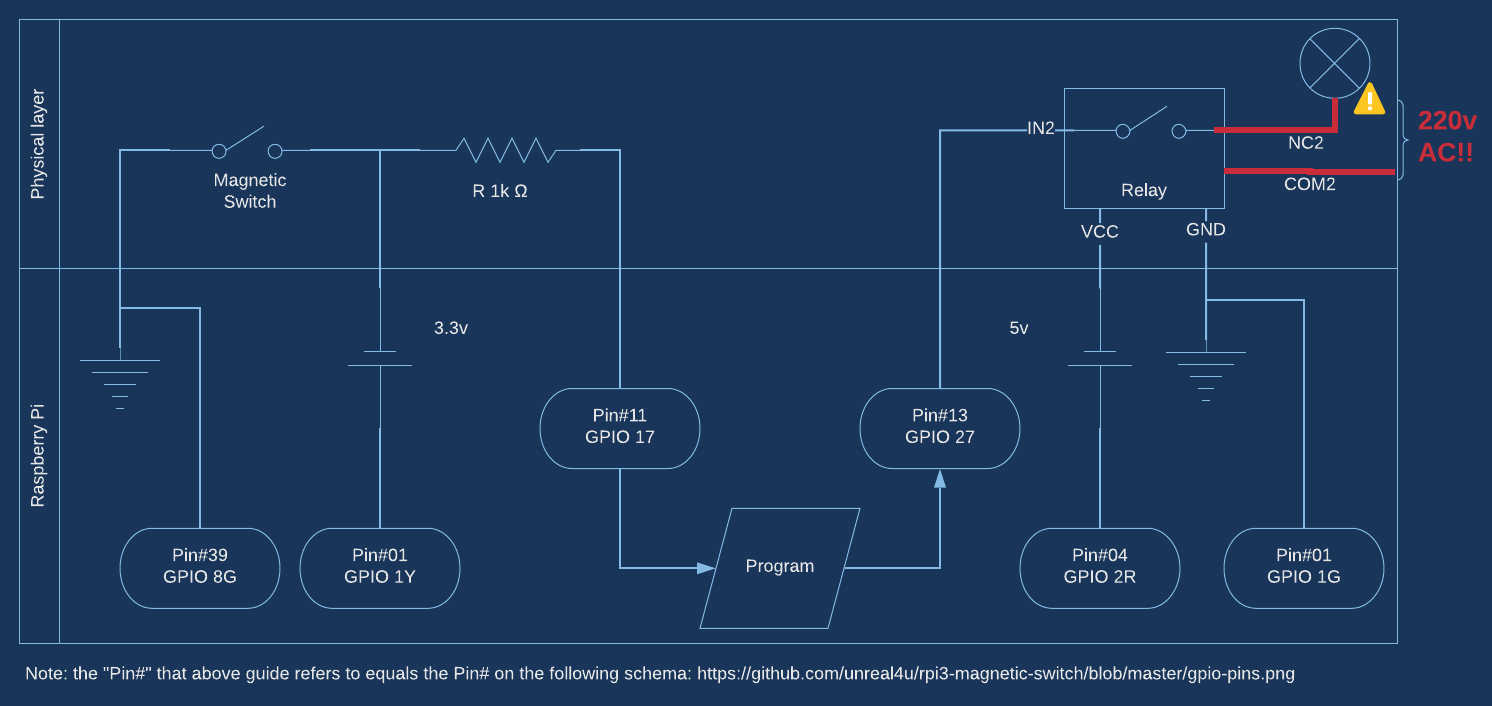 Physical layer
Magnetic
Switch
R 1k Ω
IN2
Relay
NC2
COM2
220v
AC!!
VCC
GND
Raspberry Pi
3.3v
5v
Pin#11
GPIO 17
Pin#13
GPIO 27
Pin#39
GPIO 8G
Pin#01
GPIO 1Y
Program
Pin#04
GPIO 2R
Pin#01
GPIO 1G
Note: the "Pin#" that above guide refers to equals the Pin# on the following schema: https://github.com/unreal4u/rpi3-magnetic-switch/blob/master/gpio-pins.png